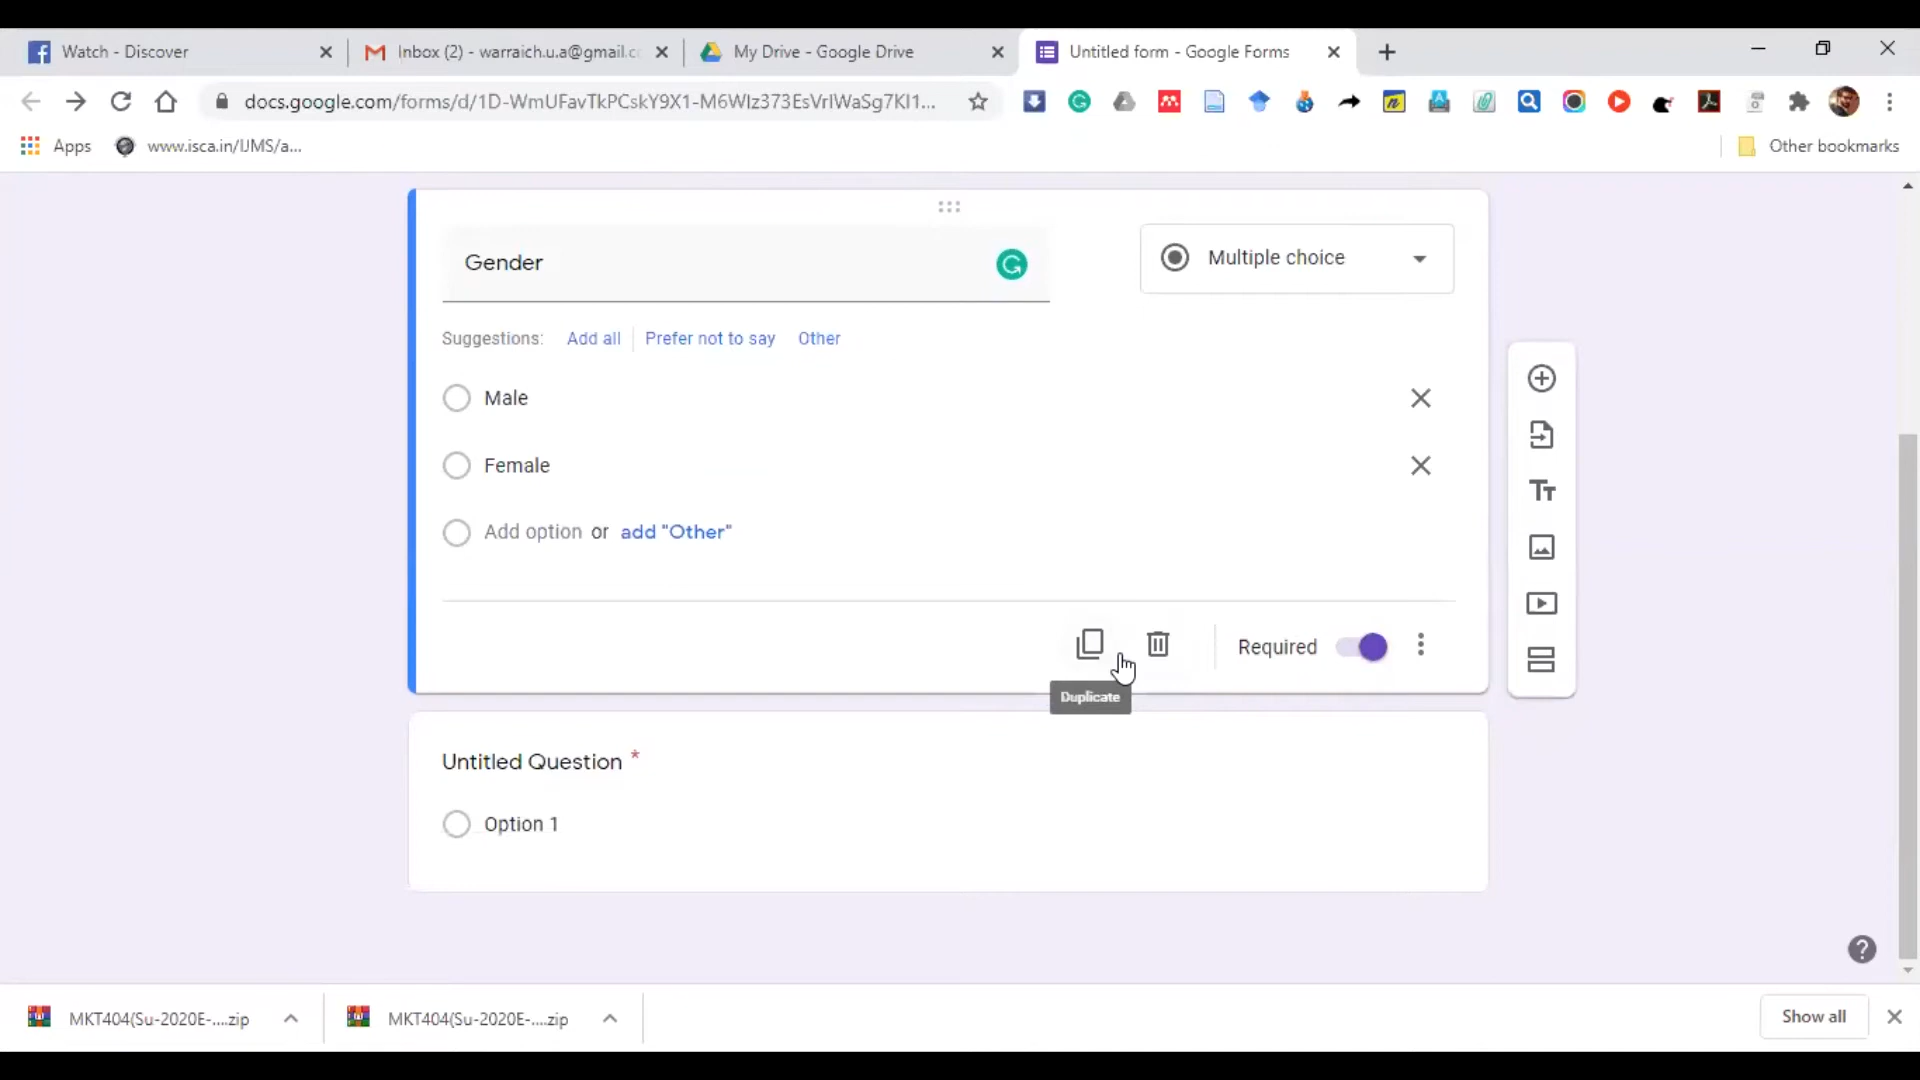 Watch - Discover
Inbox (2) - warraich.u.a@gmail.c
My Drive - Google Drive
Untitled form - Google Forms
docs.google.com/forms/d/1D-WmUFavTkPCskY9X1-M6WIz373EsVrlWaSg7KI1...
Apps
www.isca.in/IJMS/a...
Other bookmarks
Gender
Multiple choice
Suggestions: Add all Prefer not to say Other
Male
Female
Add option or add "Other"
Required
Duplicate
Untitled Question *
Option 1
MKT404(Su-2020E-....zip
MKT404(Su-2020E-....zip
Show all